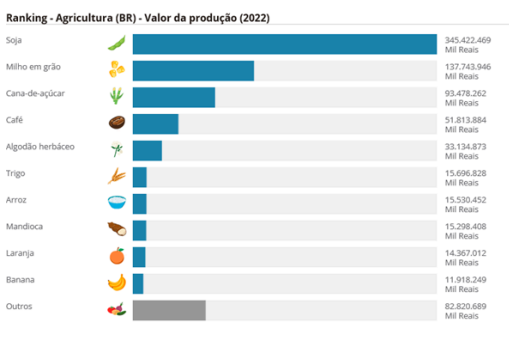 Ranking - Agricultura (BR) - Valor da produção (2022)
Soja
345.422.469
Mil Reais
Milho em grão
137.743.946
Mil Reais
Cana-de-açúcar
93.478.262
Mil Reais
Café
51.813.884
Mil Reais
Algodão herbáceo
33.134.873
Mil Reais
Trigo
15.696.828
Mil Reais
Arroz
15.530.452
Mil Reais
Mandioca
15.298.408
Mil Reais
Laranja
14.367.012
Mil Reais
Banana
11.918.249
Mil Reais
Outros
82.820.689
Mil Reais